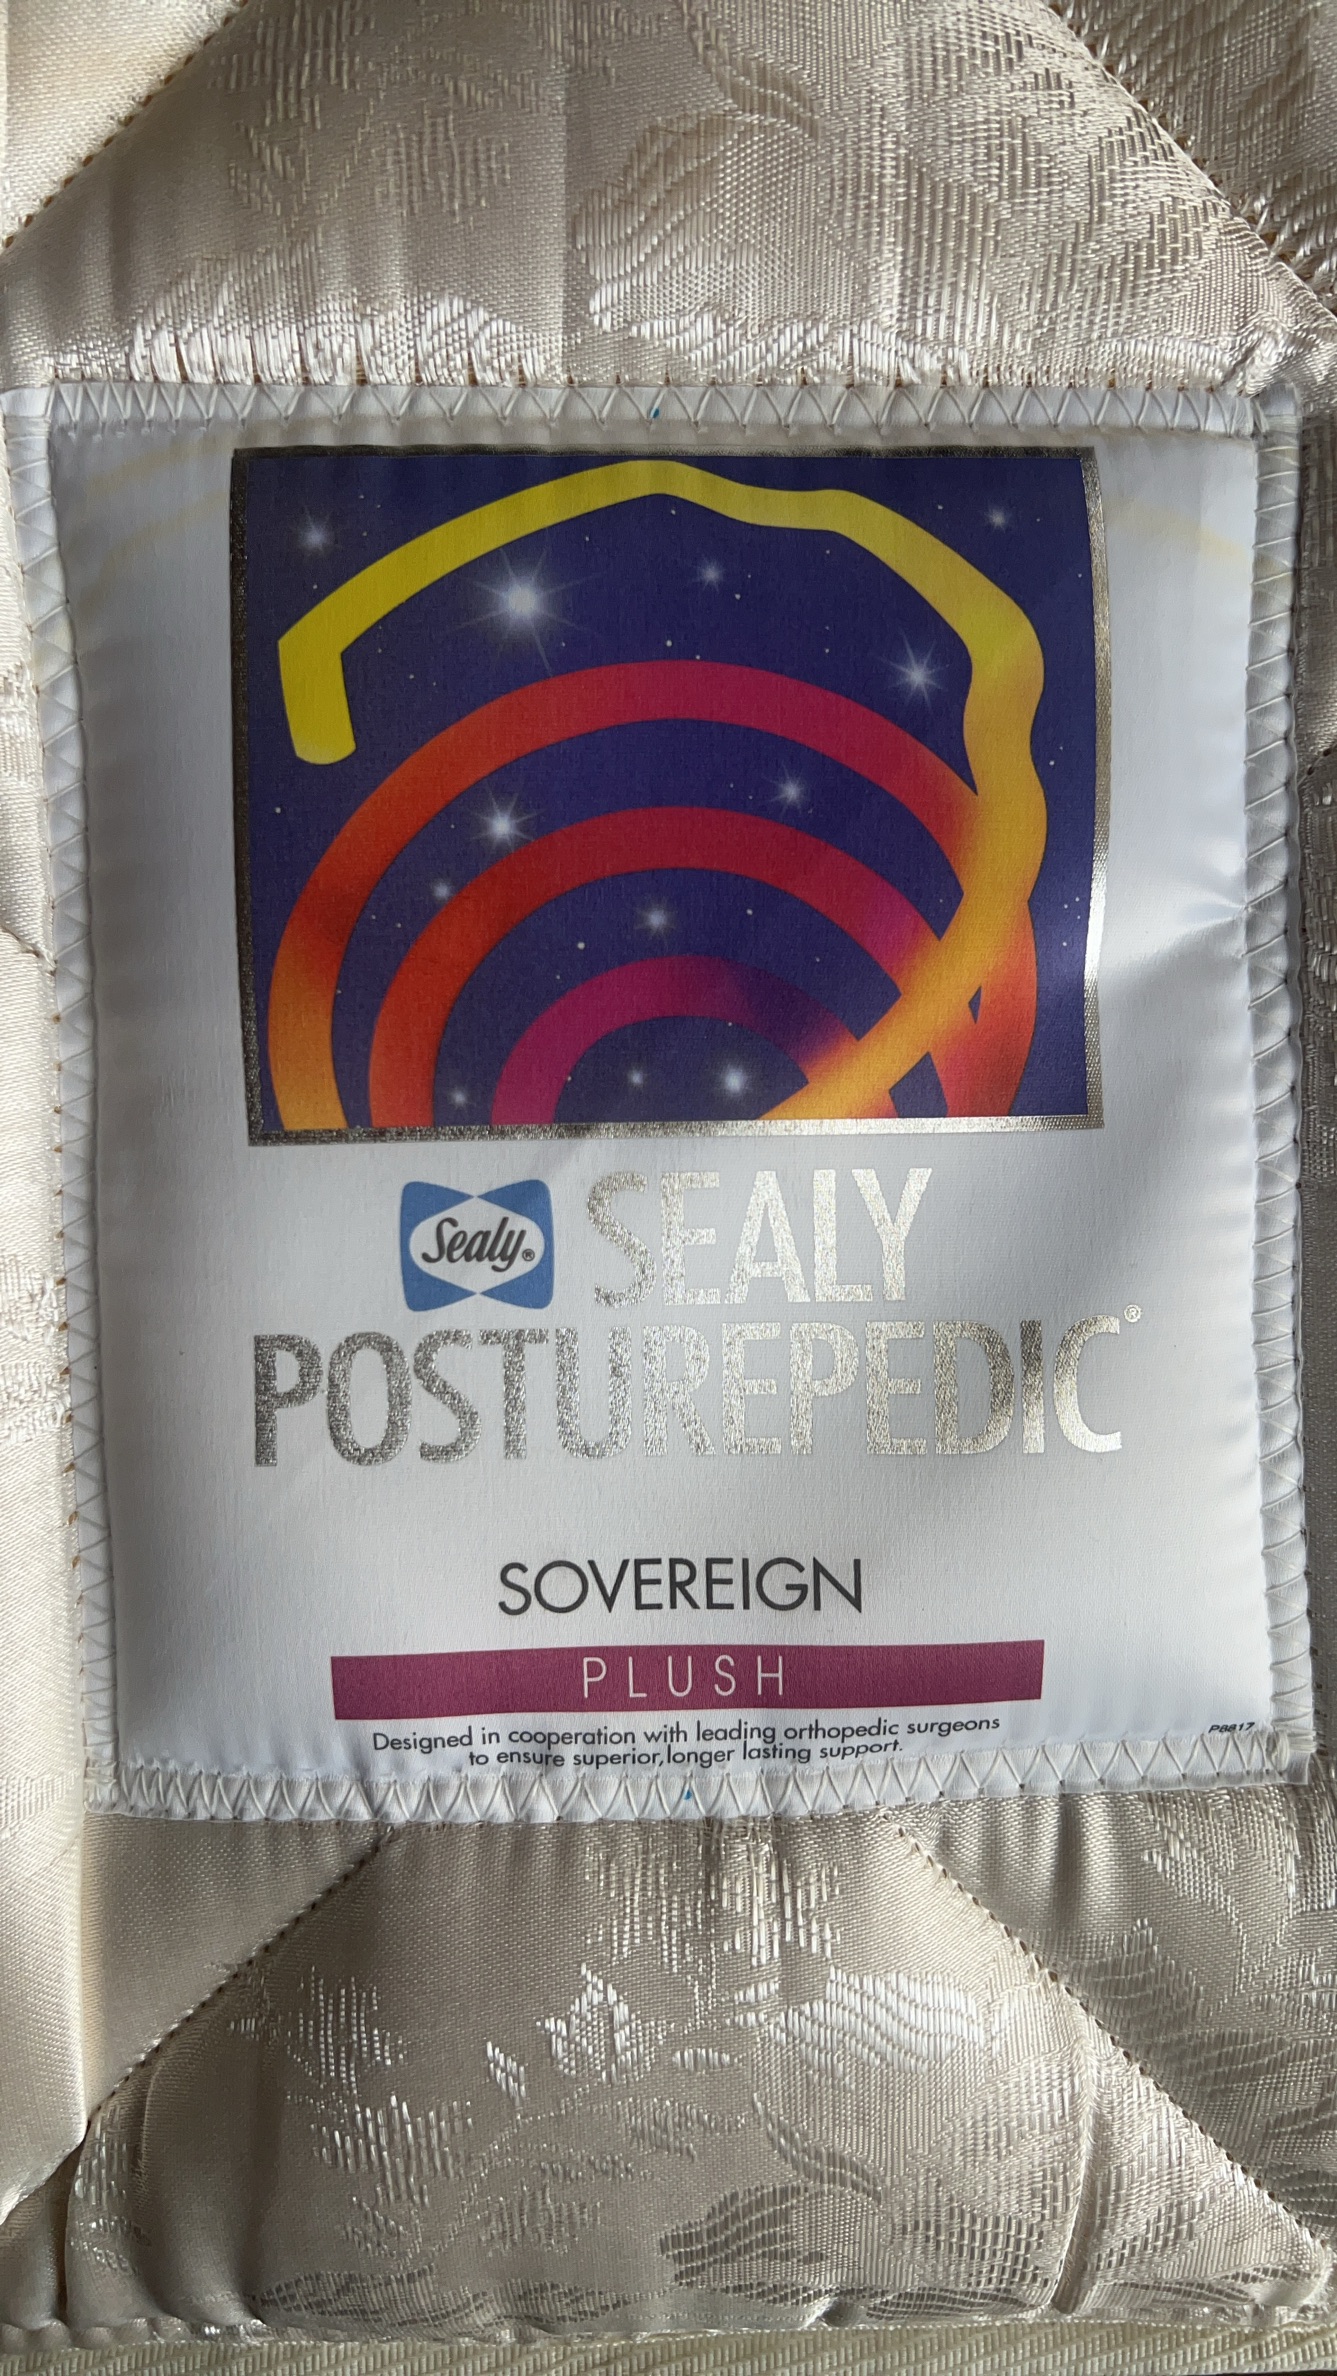 Sealy®
SEALY
POSTUREPEDIC®
SOVEREIGN
PLUSH
Designed in cooperation with leading orthopedic surgeons
to ensure superior, longer lasting support.
P8817